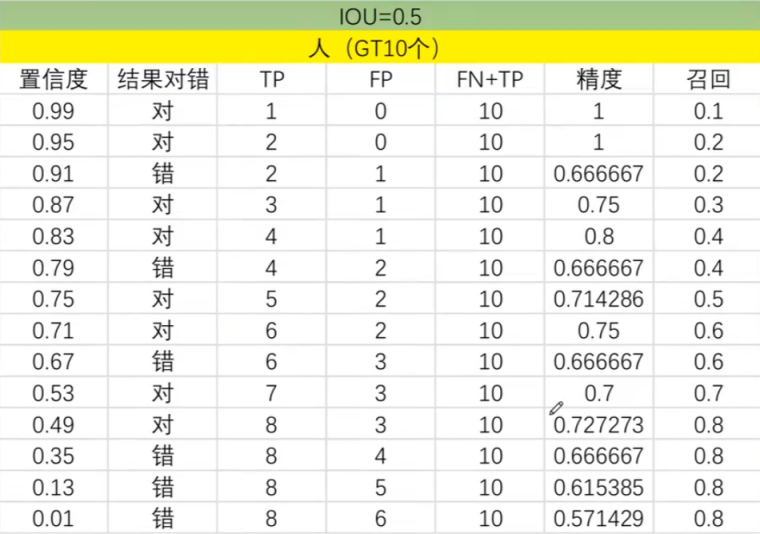 IOU=0.5
人（GT10个）
置信度 结果对错 TP FP FN+TP 精度 召回
0.99 对 1 0 10 1 0.1
0.95 对 2 0 10 1 0.2
0.91 错 2 1 10 0.666667 0.2
0.87 对 3 1 10 0.75 0.3
0.83 对 4 1 10 0.8 0.4
0.79 错 4 2 10 0.666667 0.4
0.75 对 5 2 10 0.714286 0.5
0.71 对 6 2 10 0.75 0.6
0.67 错 6 3 10 0.666667 0.6
0.53 对 7 3 10 0.7 0.7
0.49 对 8 3 10 0.727273 0.8
0.35 错 8 4 10 0.666667 0.8
0.13 错 8 5 10 0.615385 0.8
0.01 错 8 6 10 0.571429 0.8